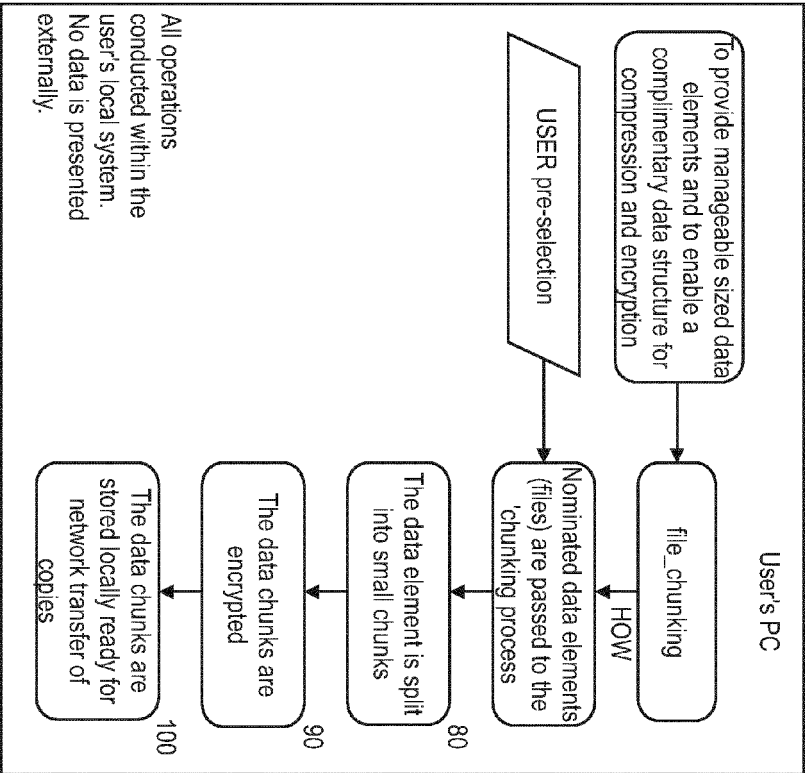 User's PC
To provide manageable sized data
elements and to enable a
complimentary data structure for
compression and encryption
file_chunking
HOW
USER pre-selection
Nominated data elements
(files) are passed to the
'chunking process
80
The data element is split
into small chunks
90
The data chunks are
encrypted
100
The data chunks are
stored locally ready for
network transfer of
copies
All operations
conducted within the
user's local system.
No data is presented
externally.